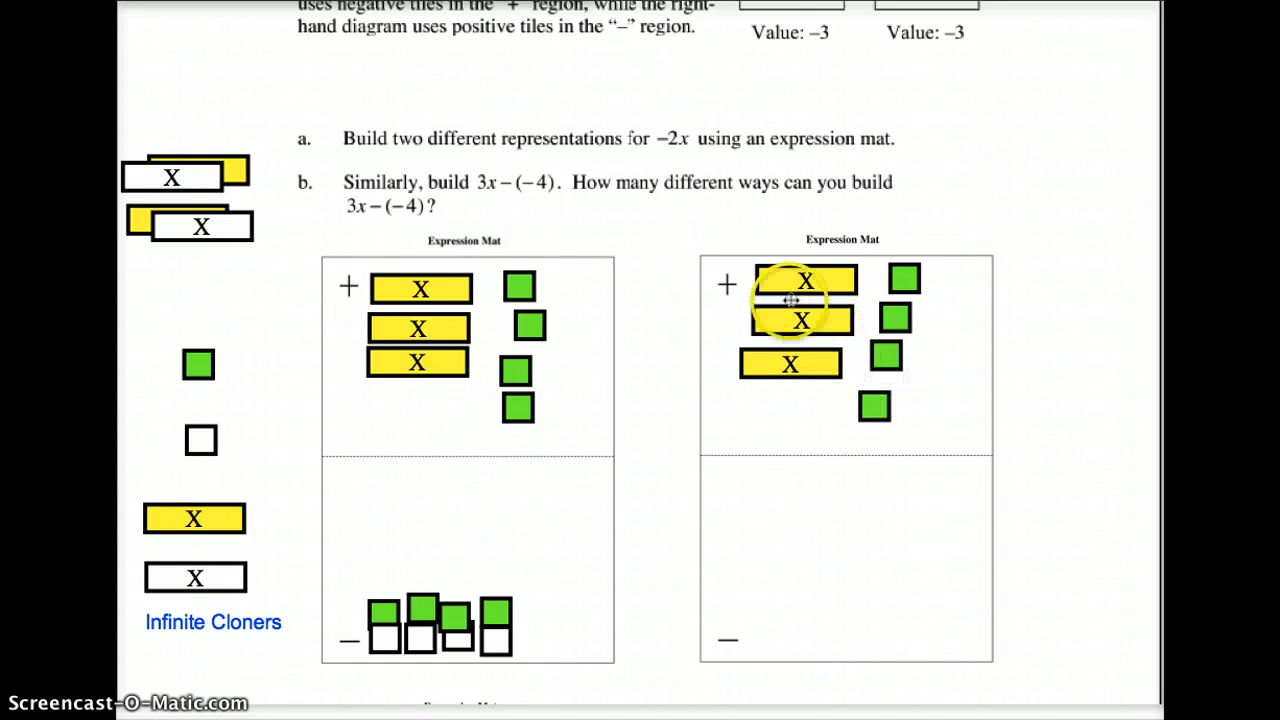 uses negative tiles in the "+" region, while the right-
hand diagram uses positive tiles in the “–” region.
Value: –3 Value: –3
a. Build two different representations for −2x using an expression mat.
b. Similarly, build 3x − (−4). How many different ways can you build
3x − (−4)?
X
X
Expression Mat Expression Mat
+ X + X
X X
X X
X
X
Infinite Cloners
– –
Screencast-O-Matic.com